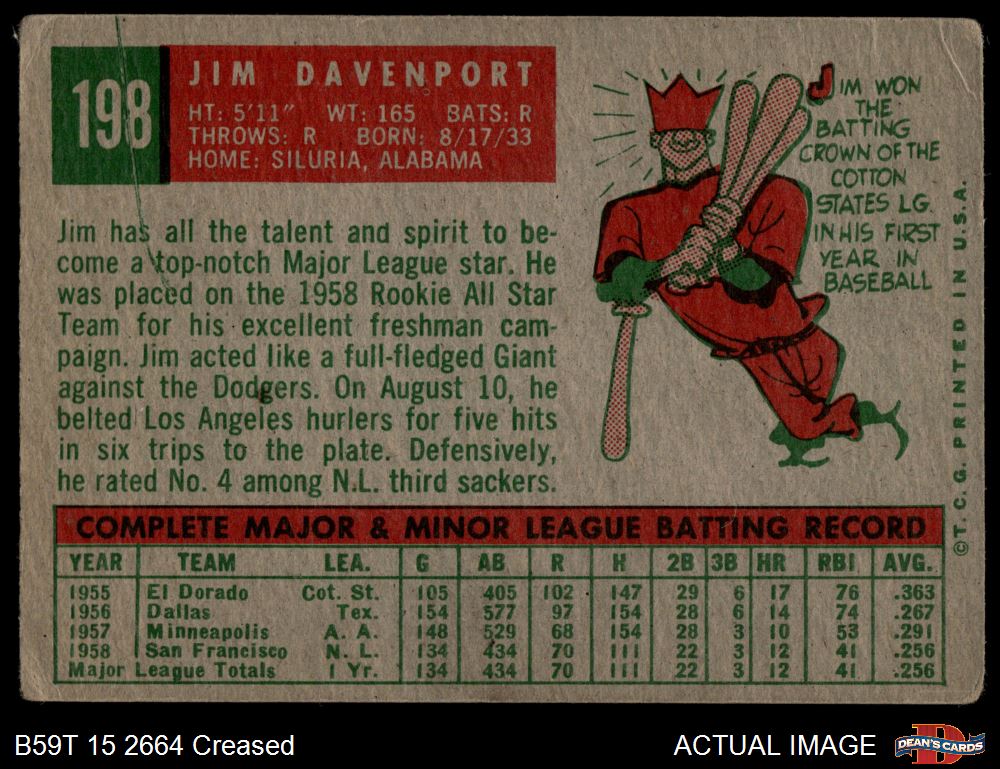 198
JIM DAVENPORT
HT: 5'11" WT: 165 BATS: R
THROWS: R BORN: 8/17/33
HOME: SILURIA, ALABAMA
JIM WON
THE
BATTING
CROWN OF THE
COTTON
STATES LG.
IN HIS FIRST
YEAR IN
BASEBALL
Jim has all the talent and spirit to be-
come a top-notch Major League star. He
was placed on the 1958 Rookie All Star
Team for his excellent freshman cam-
paign. Jim acted like a full-fledged Giant
against the Dodgers. On August 10, he
belted Los Angeles hurlers for five hits
in six trips to the plate. Defensively,
he rated No. 4 among N.L. third sackers.
©T. C. G. PRINTED IN U.S.A.
COMPLETE MAJOR & MINOR LEAGUE BATTING RECORD
YEAR TEAM LEA. G AB R H 2B 3B HR RBI AVG.
1955 El Dorado Cot. St. 105 405 102 147 29 6 17 76 .363
1956 Dallas Tex. 154 577 97 154 28 6 14 74 .267
1957 Minneapolis A. A. 148 529 68 154 28 3 10 53 .291
1958 San Francisco N. L. 134 434 70 111 22 3 12 41 .256
Major League Totals 1 Yr. 134 434 70 111 22 3 12 41 .256
B59T 15 2664 Creased
ACTUAL IMAGE
DEAN'S CARDS